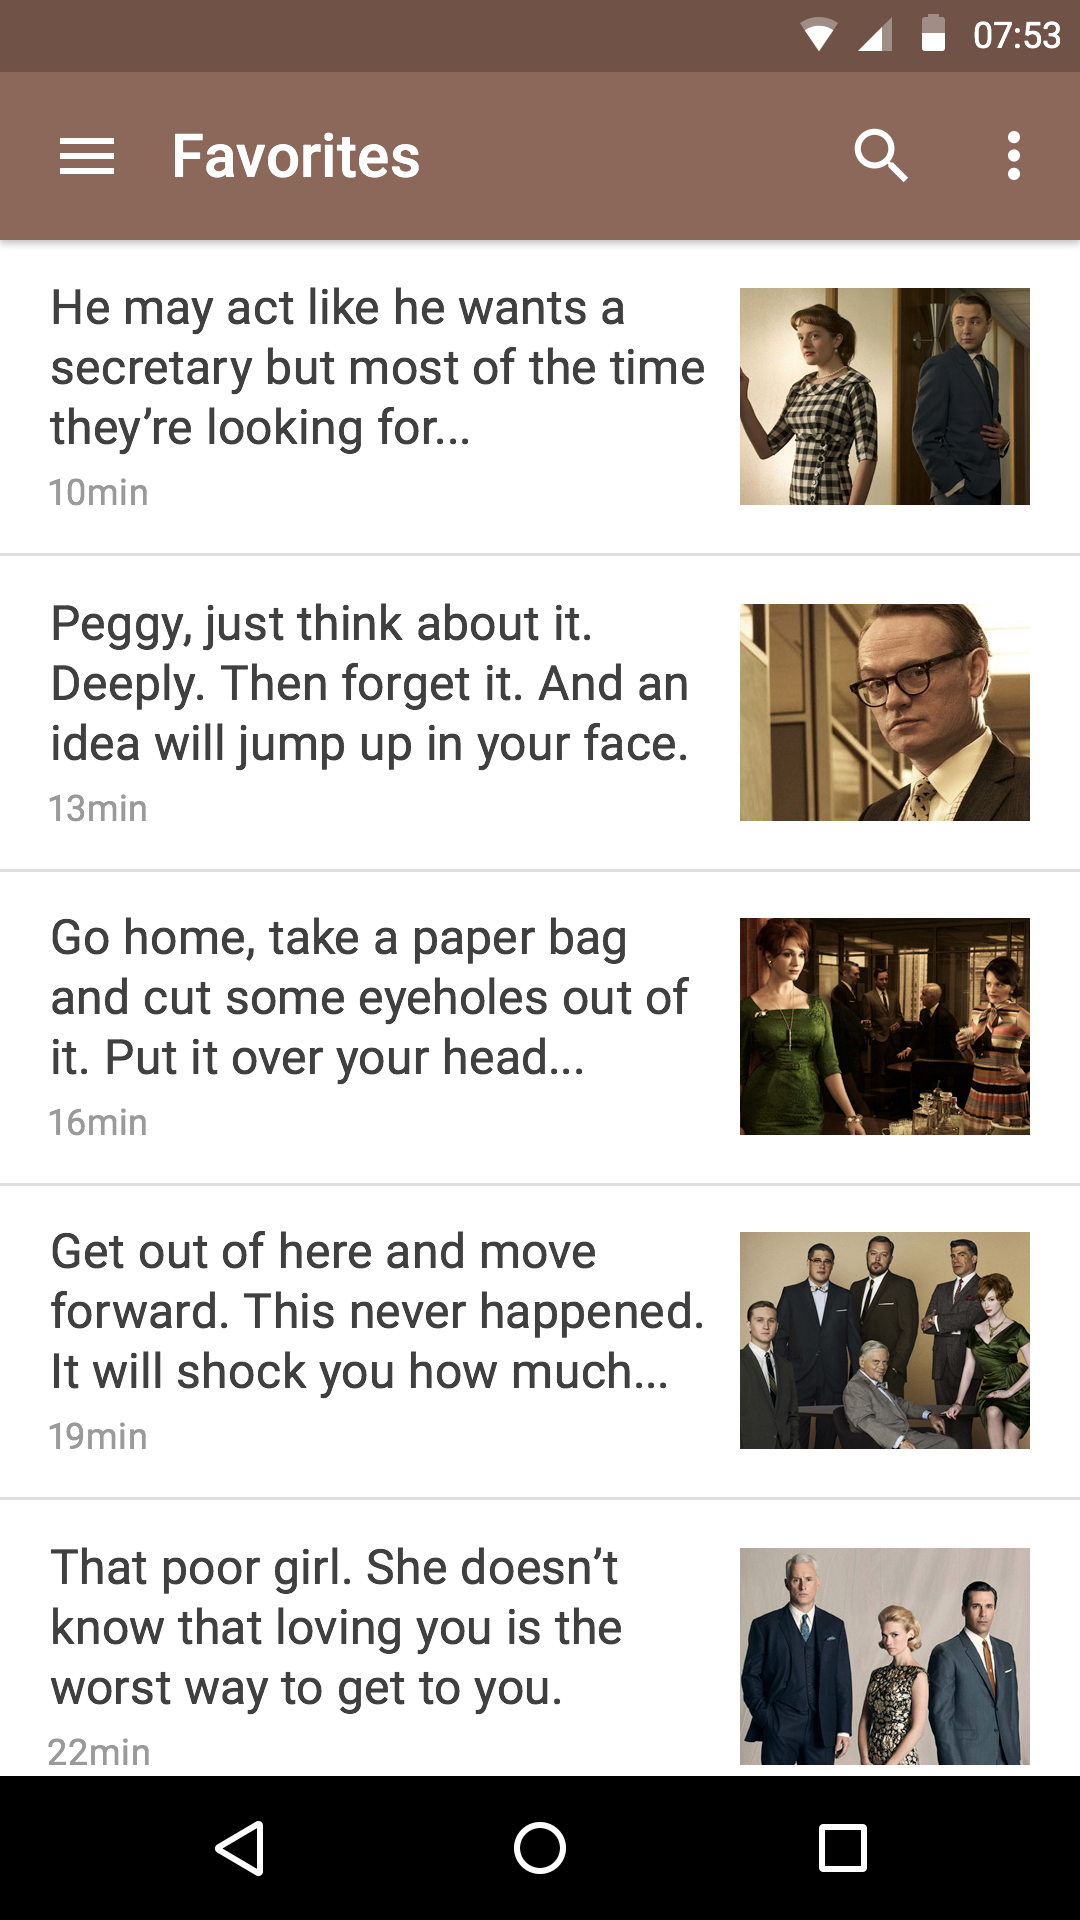 07:53
Favorites
He may act like he wants a
secretary but most of the time
they’re looking for...
10min
Peggy, just think about it.
Deeply. Then forget it. And an
idea will jump up in your face.
13min
Go home, take a paper bag
and cut some eyeholes out of
it. Put it over your head...
16min
Get out of here and move
forward. This never happened.
It will shock you how much...
19min
That poor girl. She doesn’t
know that loving you is the
worst way to get to you.
22min